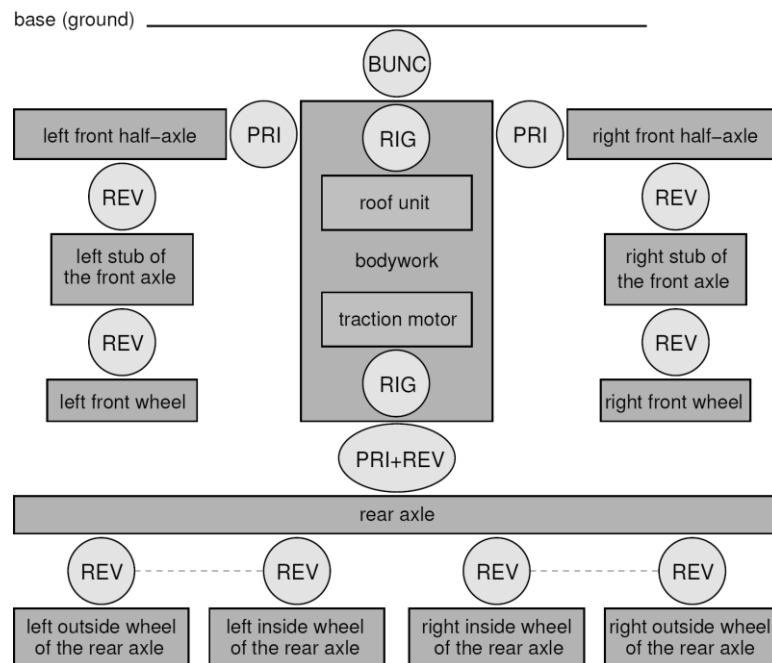 base (ground)
BUNC
left front half-axle
PRI
RIG
PRI
right front half-axle
REV
roof unit
REV
left stub of
the front axle
bodywork
right stub of
the front axle
REV
traction motor
REV
left front wheel
RIG
right front wheel
PRI+REV
rear axle
REV
REV
REV
REV
left outside wheel
of the rear axle
left inside wheel
of the rear axle
right inside wheel
of the rear axle
right outside wheel
of the rear axle